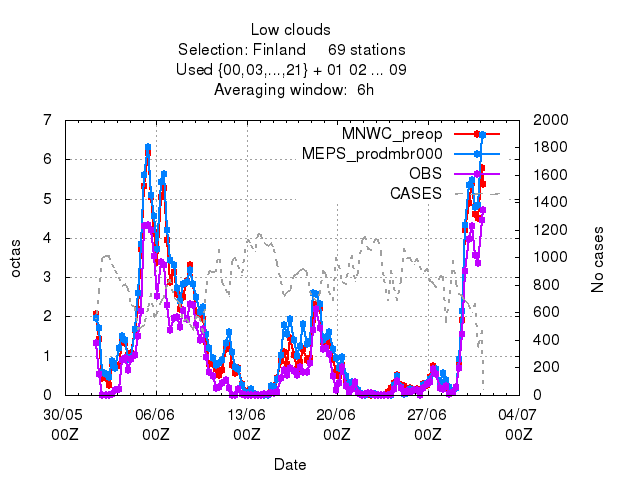 Low clouds
Selection: Finland 69 stations
Used {00,03,...,21} + 01 02 ... 09
Averaging window: 6h
7 2000
6 1800
5 1600
4 1400
3 1200
2 1000
1 800
0 600
400
200
0
MNWC_preop
MEPS_prodmbr000
OBS
CASES
octas
No cases
30/05 06/06 13/06 20/06 27/06 04/07
00Z 00Z 00Z 00Z 00Z 00Z
Date